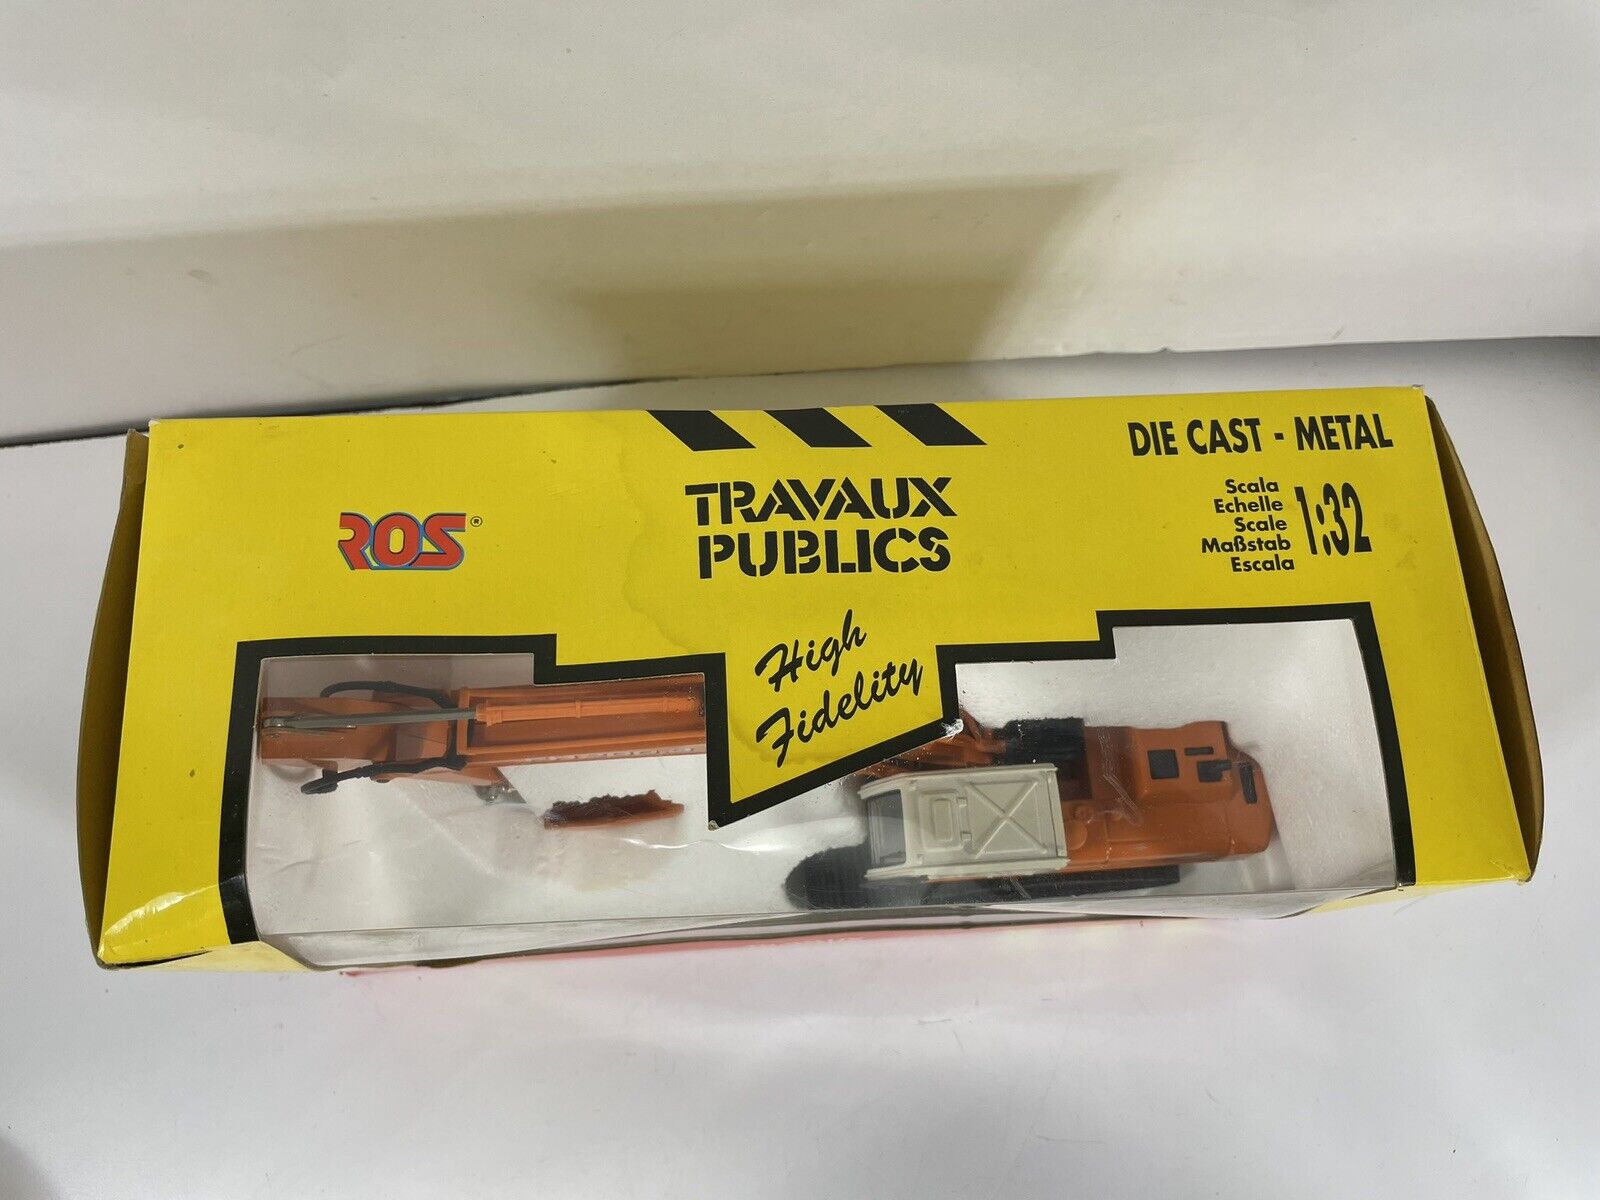 ROS®
TRAVAUX
PUBLICS
High
Fidelity
DIE CAST - METAL
Scala
Echelle
Scale
Maßstab
Escala
1:32